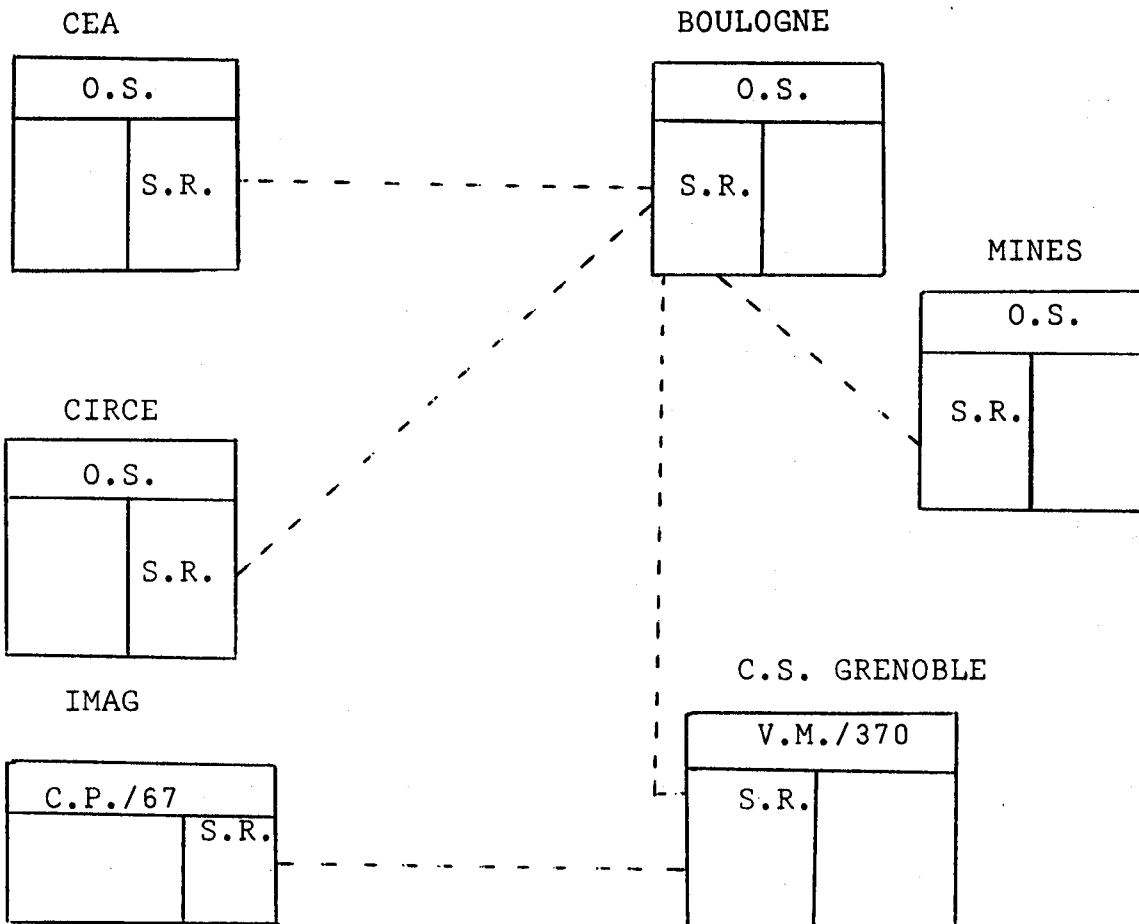 CEA
O.S.
S.R.
BOULOGNE
O.S.
S.R.
MINES
O.S.
S.R.
CIRCE
O.S.
S.R.
IMAG
C.P./67
S.R.
C.S. GRENOBLE
V.M./370
S.R.